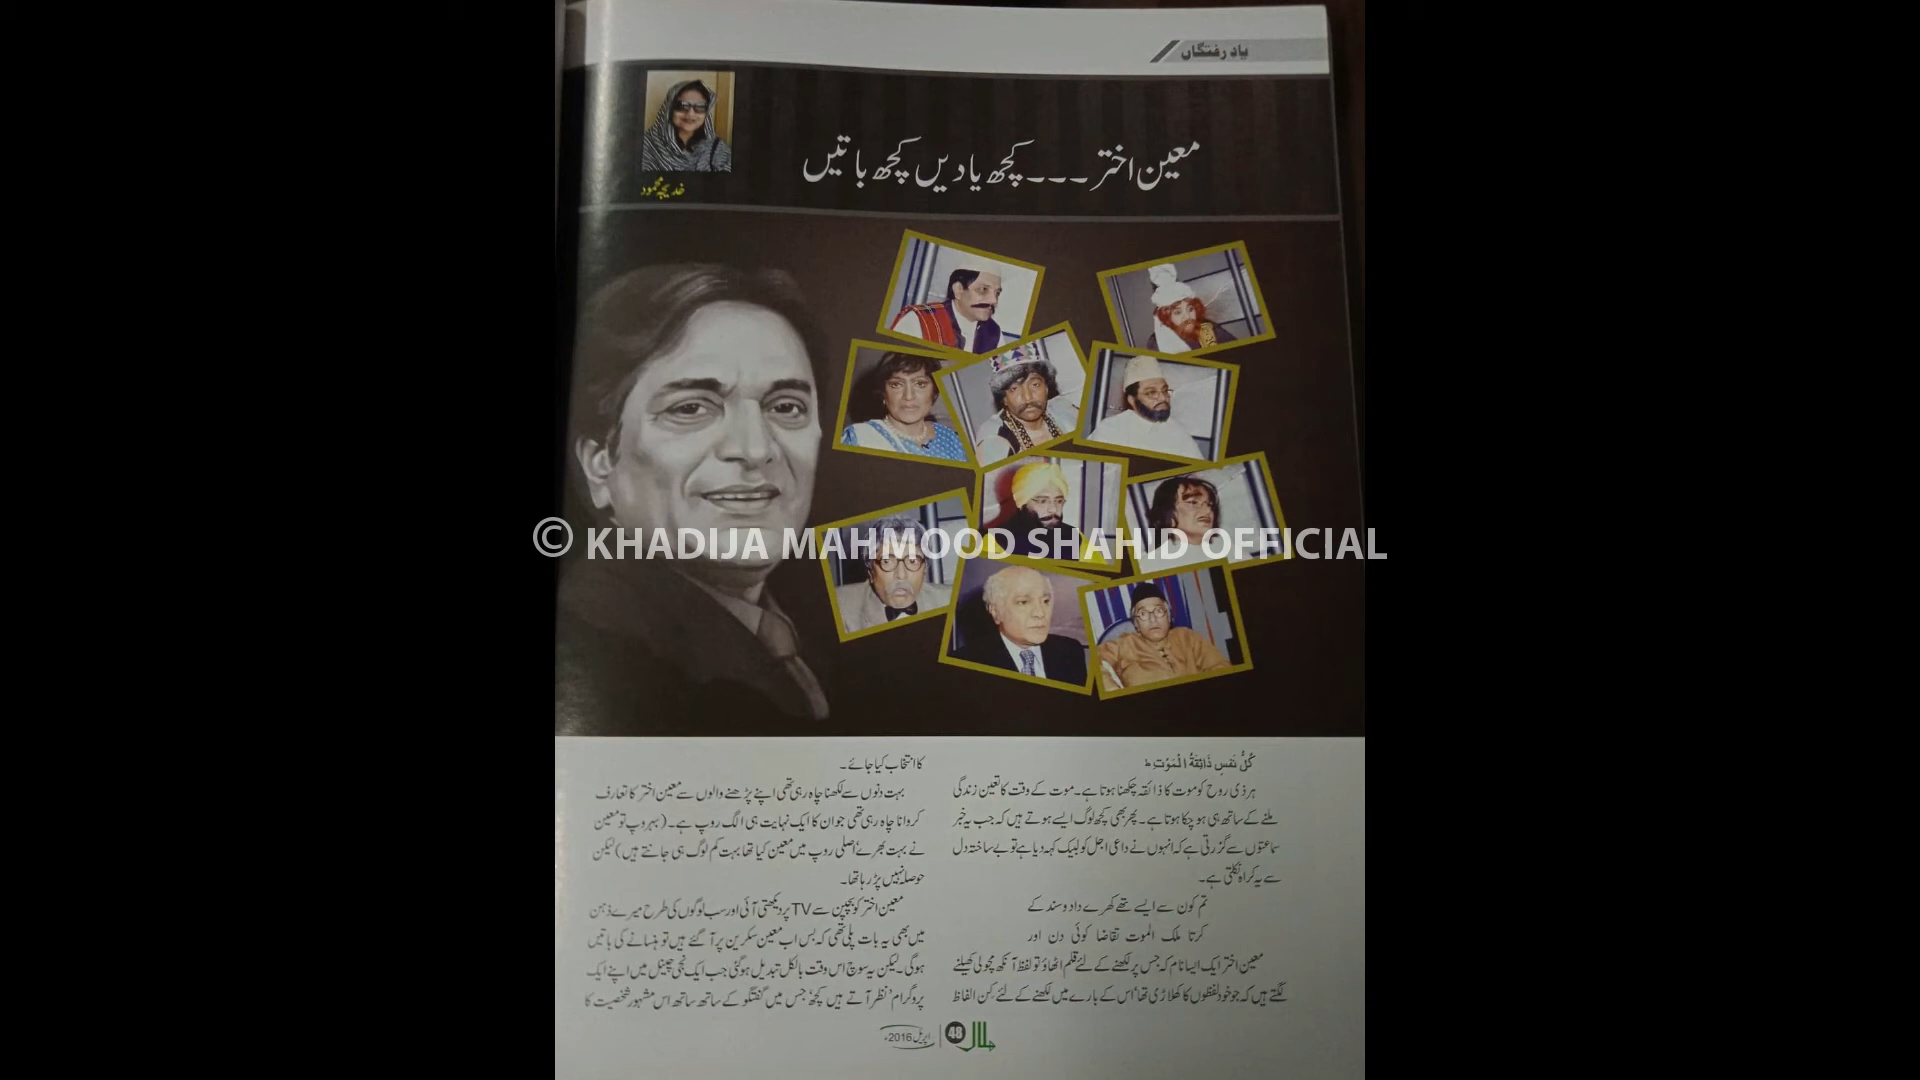 یادِ رفتگاں
معین اختر۔۔۔کچھ یادیں کچھ باتیں
خدیجہ محمود
© KHADIJA MAHMOOD SHAHID OFFICIAL
كُلُّ نَفسٍ ذَائِقَةُ الْمَوْتِ ط
ہر ذی روح کو موت کا ذائقہ چکھنا ہوتا ہے۔ موت کے وقت کا تعین زندگی
ملنے کے ساتھ ہی ہو چکا ہوتا ہے۔ پھر بھی کچھ لوگ ایسے ہوتے ہیں کہ جب یہ خبر
سماعتوں سے گزرتی ہے کہ انہوں نے داعی اجل کو لبیک کہہ دیا ہے تو بے ساختہ دل
سے یہ کراہ نکلتی ہے۔
تم کون سے ایسے تھے کھرے داد و ستد کے
کرتا ملک الموت تقاضا کوئی دن اور
معین اختر ایک ایسا نام کہ جس پر لکھنے کے لئے قلم اٹھاؤ تو لفظ آنکھ مچولی کھیلنے
لگتے ہیں کہ جو خود لفظوں کا کھلاڑی تھا‘ اس کے بارے میں لکھنے کے لئے کِن الفاظ
کا انتخاب کیا جائے۔
بہت دنوں سے لکھنا چاہ رہی تھی اپنے پڑھنے والوں سے معین اختر کا تعارف
کروانا چاہ رہی تھی جو ان کا ایک نہایت ہی الگ روپ ہے۔ (بہروپ تو معین
نے بہت بھرے‘ اصلی روپ میں معین کیا تھا بہت کم لوگ ہی جانتے ہیں) لیکن
حوصلہ نہیں پڑ رہا تھا۔
معین اختر کو بچپن سے TV پر دیکھتی آئی اور سب لوگوں کی طرح میرے ذہن
میں بھی یہ بات پلی تھی کہ بس اب معین سکرین پر آ گئے ہیں تو ہنسانے کی باتیں
ہوگی۔ لیکن یہ سوچ اس وقت بالکل تبدیل ہوگئی جب ایک نجی چینل میں اپنے ایک
پروگرام ’نظر آتے ہیں کچھ‘ جس میں گفتگو کے ساتھ ساتھ اس مشہور شخصیت کا
ہلال 48 اپریل 2016ء